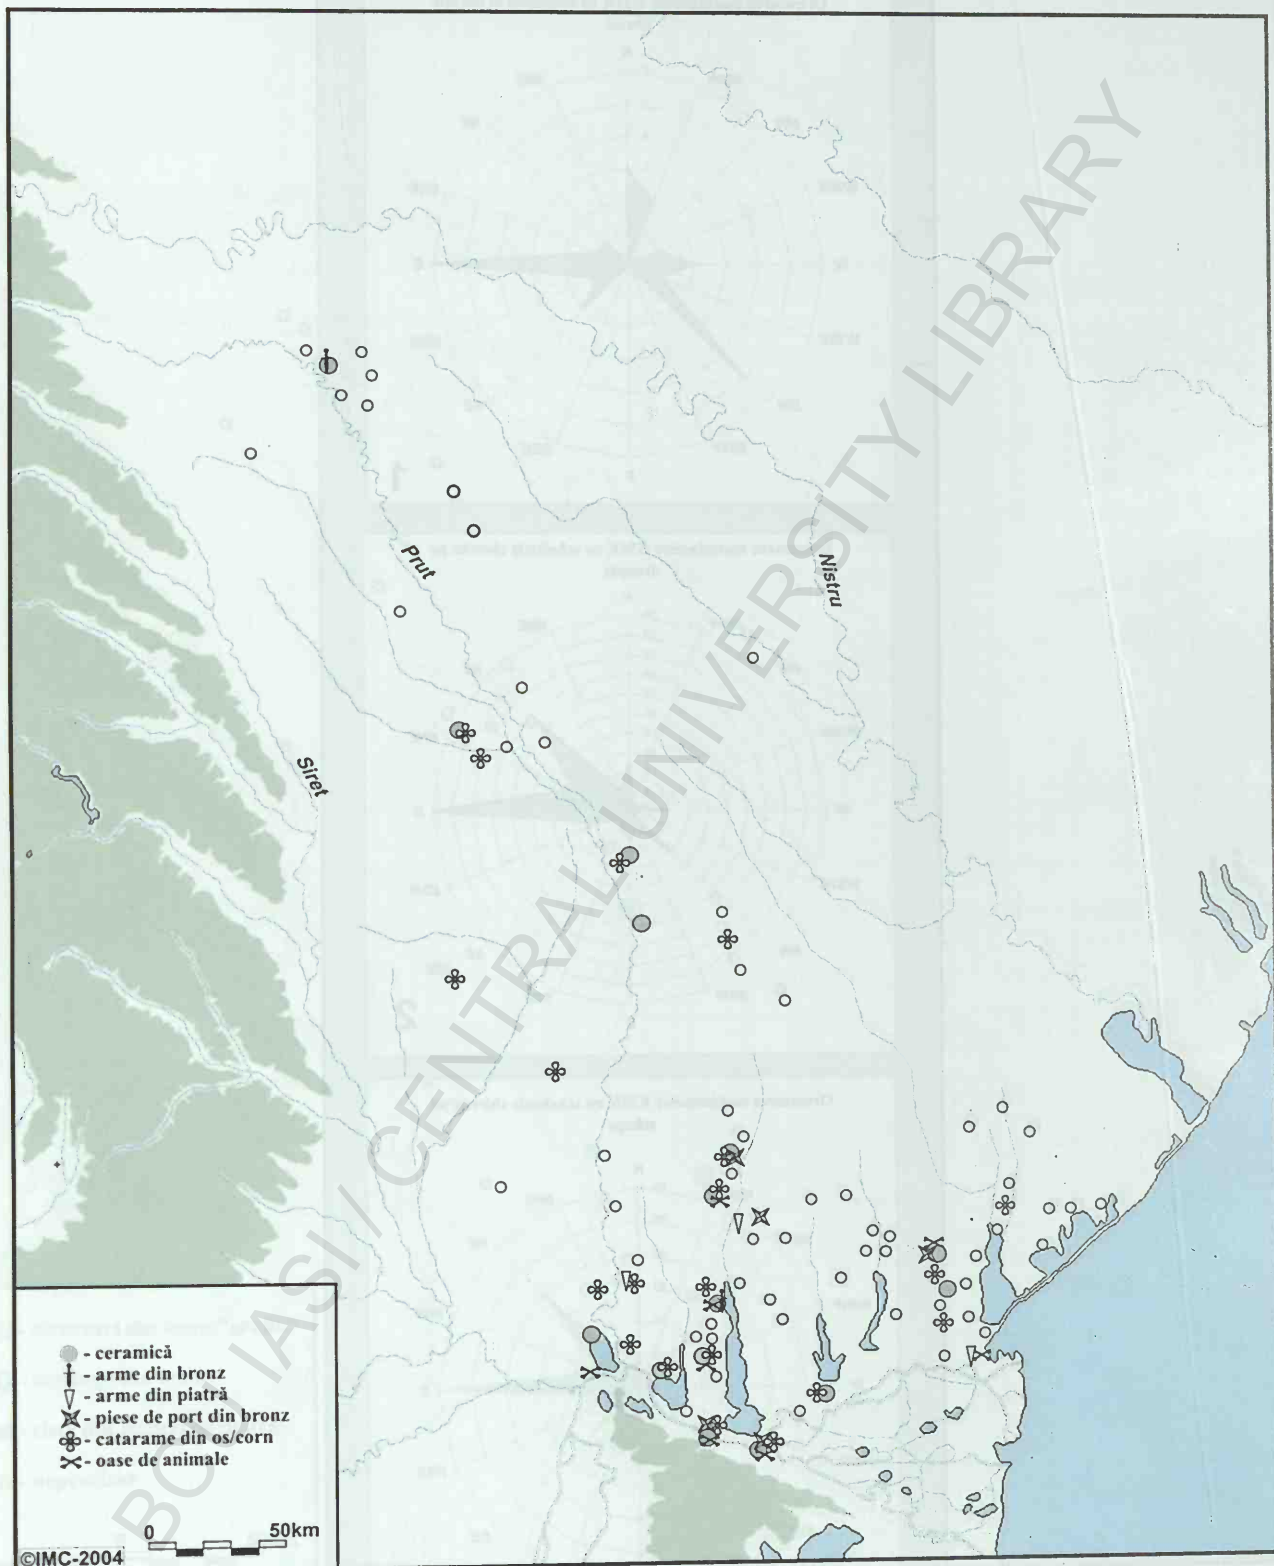 Prut
Nistru
Siret
- ceramică
- arme din bronz
- arme din piatră
- piese de port din bronz
- catarame din os/corn
- oase de animale
0 50km
©IMC-2004
BCU IASI / CENTRAL UNIVERSITY LIBRARY